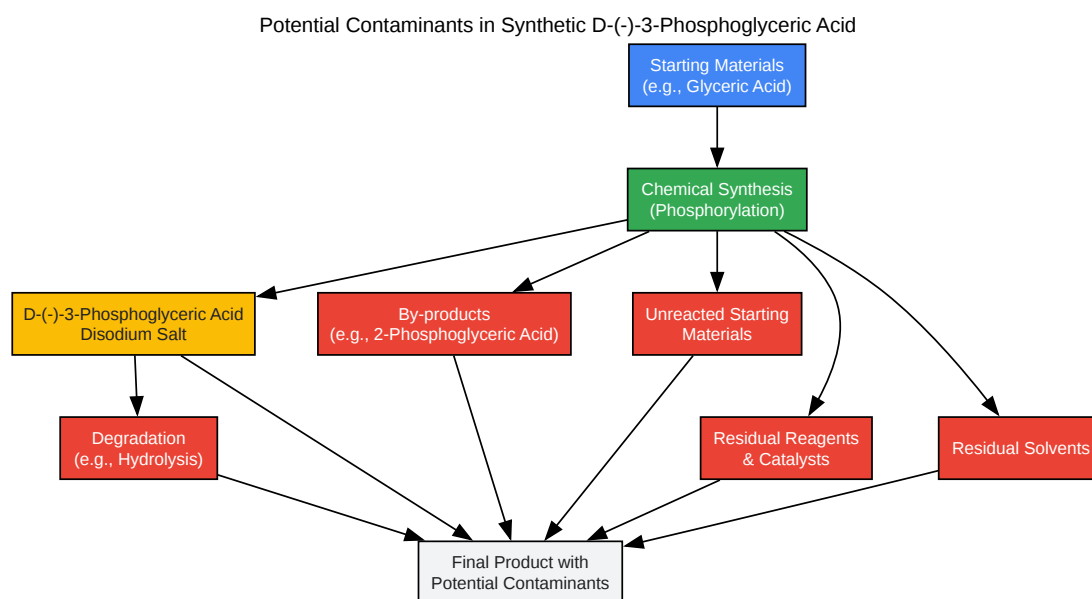 Potential Contaminants in Synthetic D-(-)-3-Phosphoglyceric Acid
Starting Materials
(e.g., Glyceric Acid)
Chemical Synthesis
(Phosphorylation)
D-(-)-3-Phosphoglyceric Acid
Disodium Salt
By-products
(e.g., 2-Phosphoglyceric Acid)
Unreacted Starting
Materials
Degradation
(e.g., Hydrolysis)
Residual Reagents
& Catalysts
Residual Solvents
Final Product with
Potential Contaminants